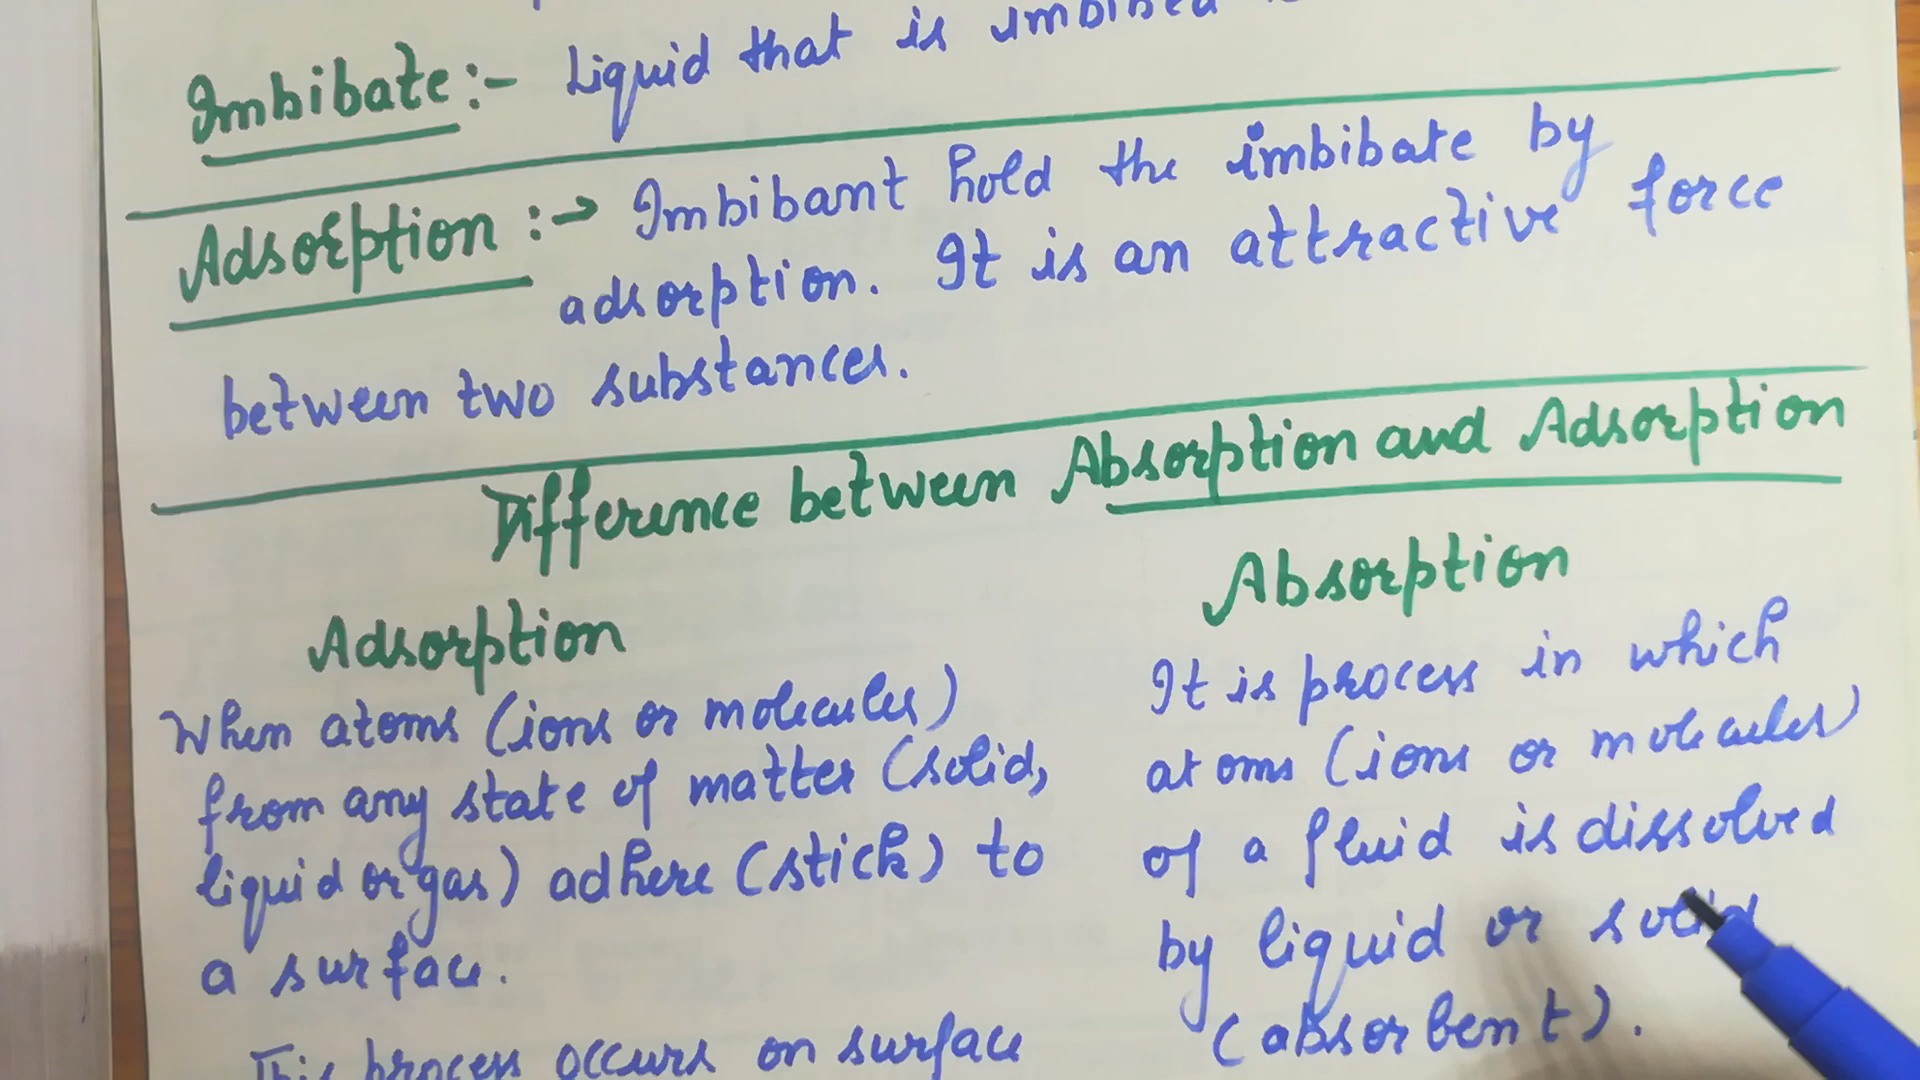 Imbibate:- Liquid that is imbibed
Adsorption :→ Imbibant hold the imbibate by
adsorption. It is an attractive force
between two substances.
Difference between Absorption and Adsorption
Adsorption
When atoms (ions or molecules)
from any state of matter (solid,
liquid or gas) adhere (stick) to
a surface.
This process occurs on surface
Absorption
It is process in which
atoms (ions or molecules)
of a fluid is dissolved
by liquid or solid
(absorbent).